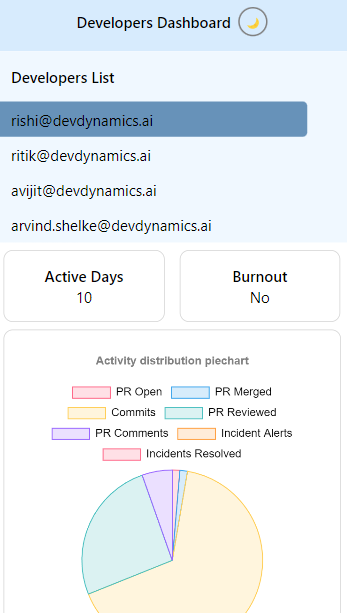 Developers Dashboard
Developers List
rishi@devdynamics.ai
ritik@devdynamics.ai
avijit@devdynamics.ai
arvind.shelke@devdynamics.ai
Active Days
10
Burnout
No
Activity distribution piechart
PR Open PR Merged
Commits PR Reviewed
PR Comments Incident Alerts
Incidents Resolved